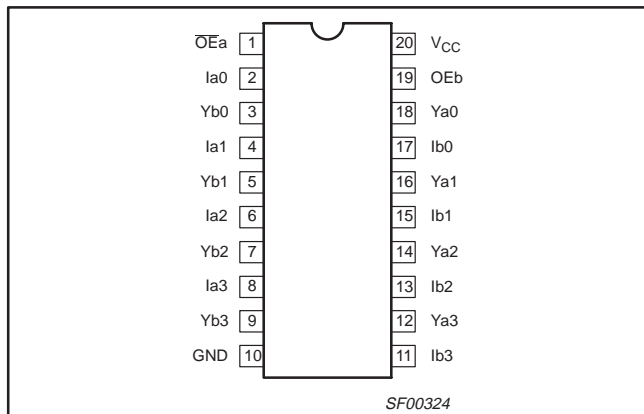 O̅E̅a 1 20 VCC
Ia0 2 19 OEb
Yb0 3 18 Ya0
Ia1 4 17 Ib0
Yb1 5 16 Ya1
Ia2 6 15 Ib1
Yb2 7 14 Ya2
Ia3 8 13 Ib2
Yb3 9 12 Ya3
GND 10 11 Ib3
SF00324